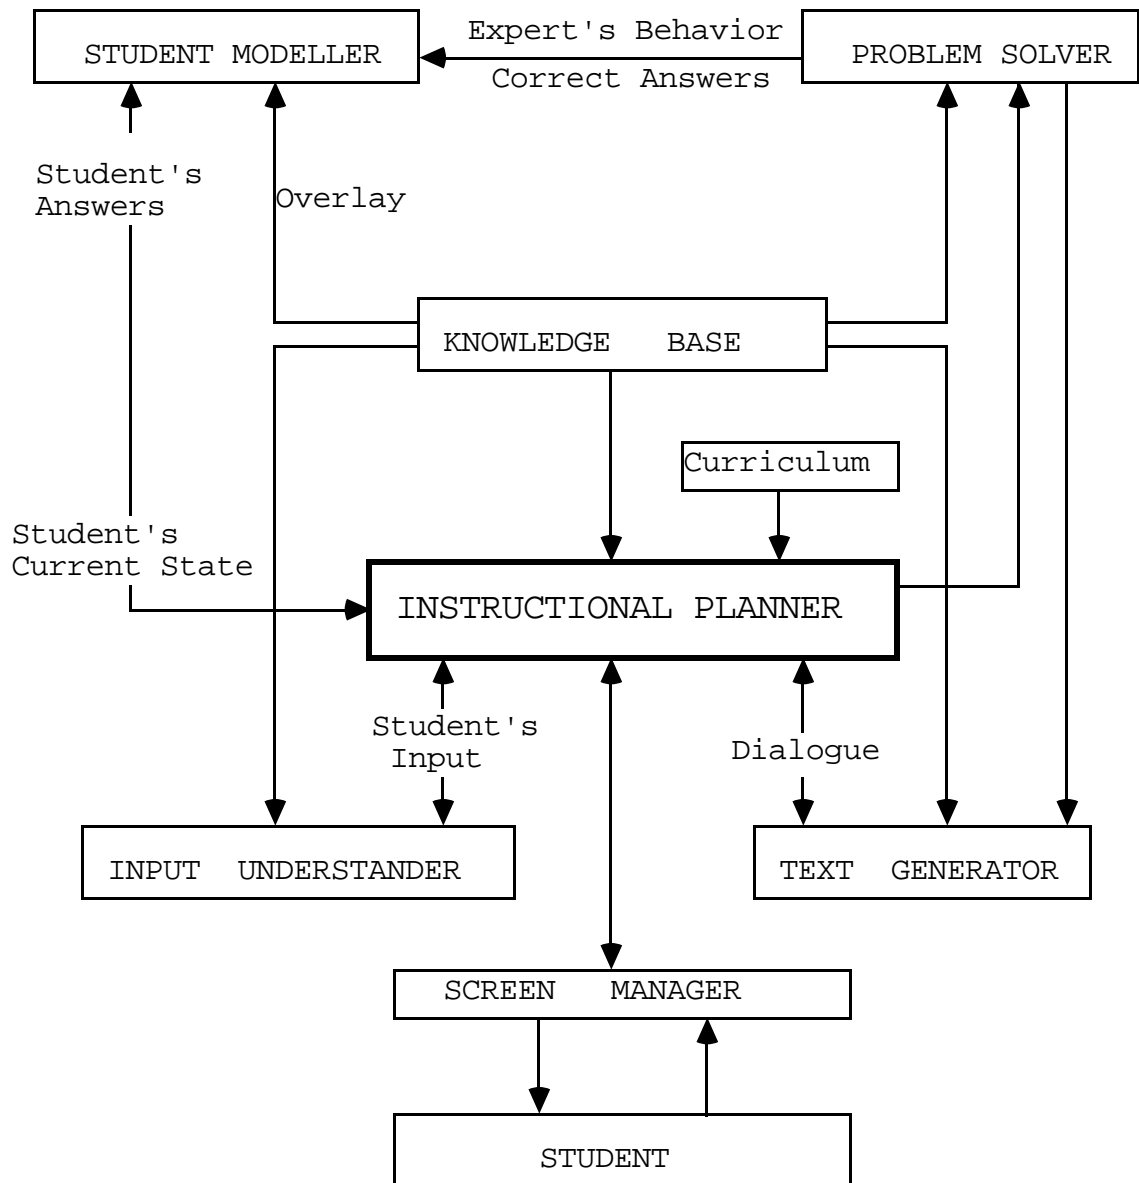 Expert's Behavior
STUDENT MODELLER
PROBLEM SOLVER
Correct Answers
Student's
Answers
Overlay
KNOWLEDGE BASE
Curriculum
Student's
Current State
INSTRUCTIONAL PLANNER
Student's
Input
Dialogue
INPUT UNDERSTANDER
TEXT GENERATOR
SCREEN MANAGER
STUDENT